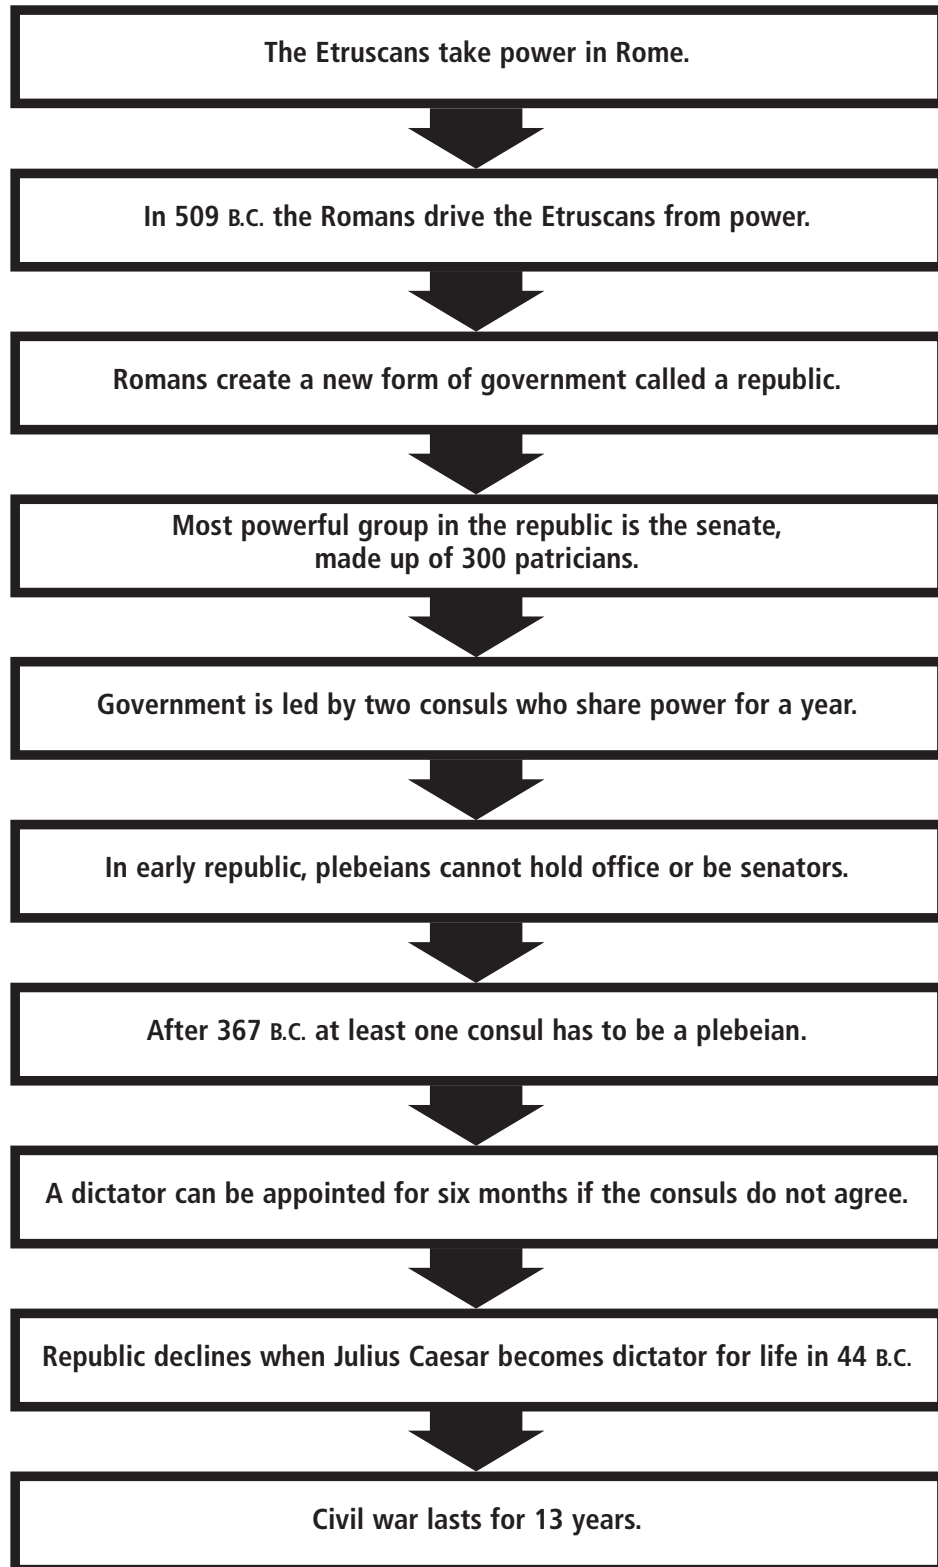 The Etruscans take power in Rome.
In 509 B.C. the Romans drive the Etruscans from power.
Romans create a new form of government called a republic.
Most powerful group in the republic is the senate,
made up of 300 patricians.
Government is led by two consuls who share power for a year.
In early republic, plebeians cannot hold office or be senators.
After 367 B.C. at least one consul has to be a plebeian.
A dictator can be appointed for six months if the consuls do not agree.
Republic declines when Julius Caesar becomes dictator for life in 44 B.C.
Civil war lasts for 13 years.